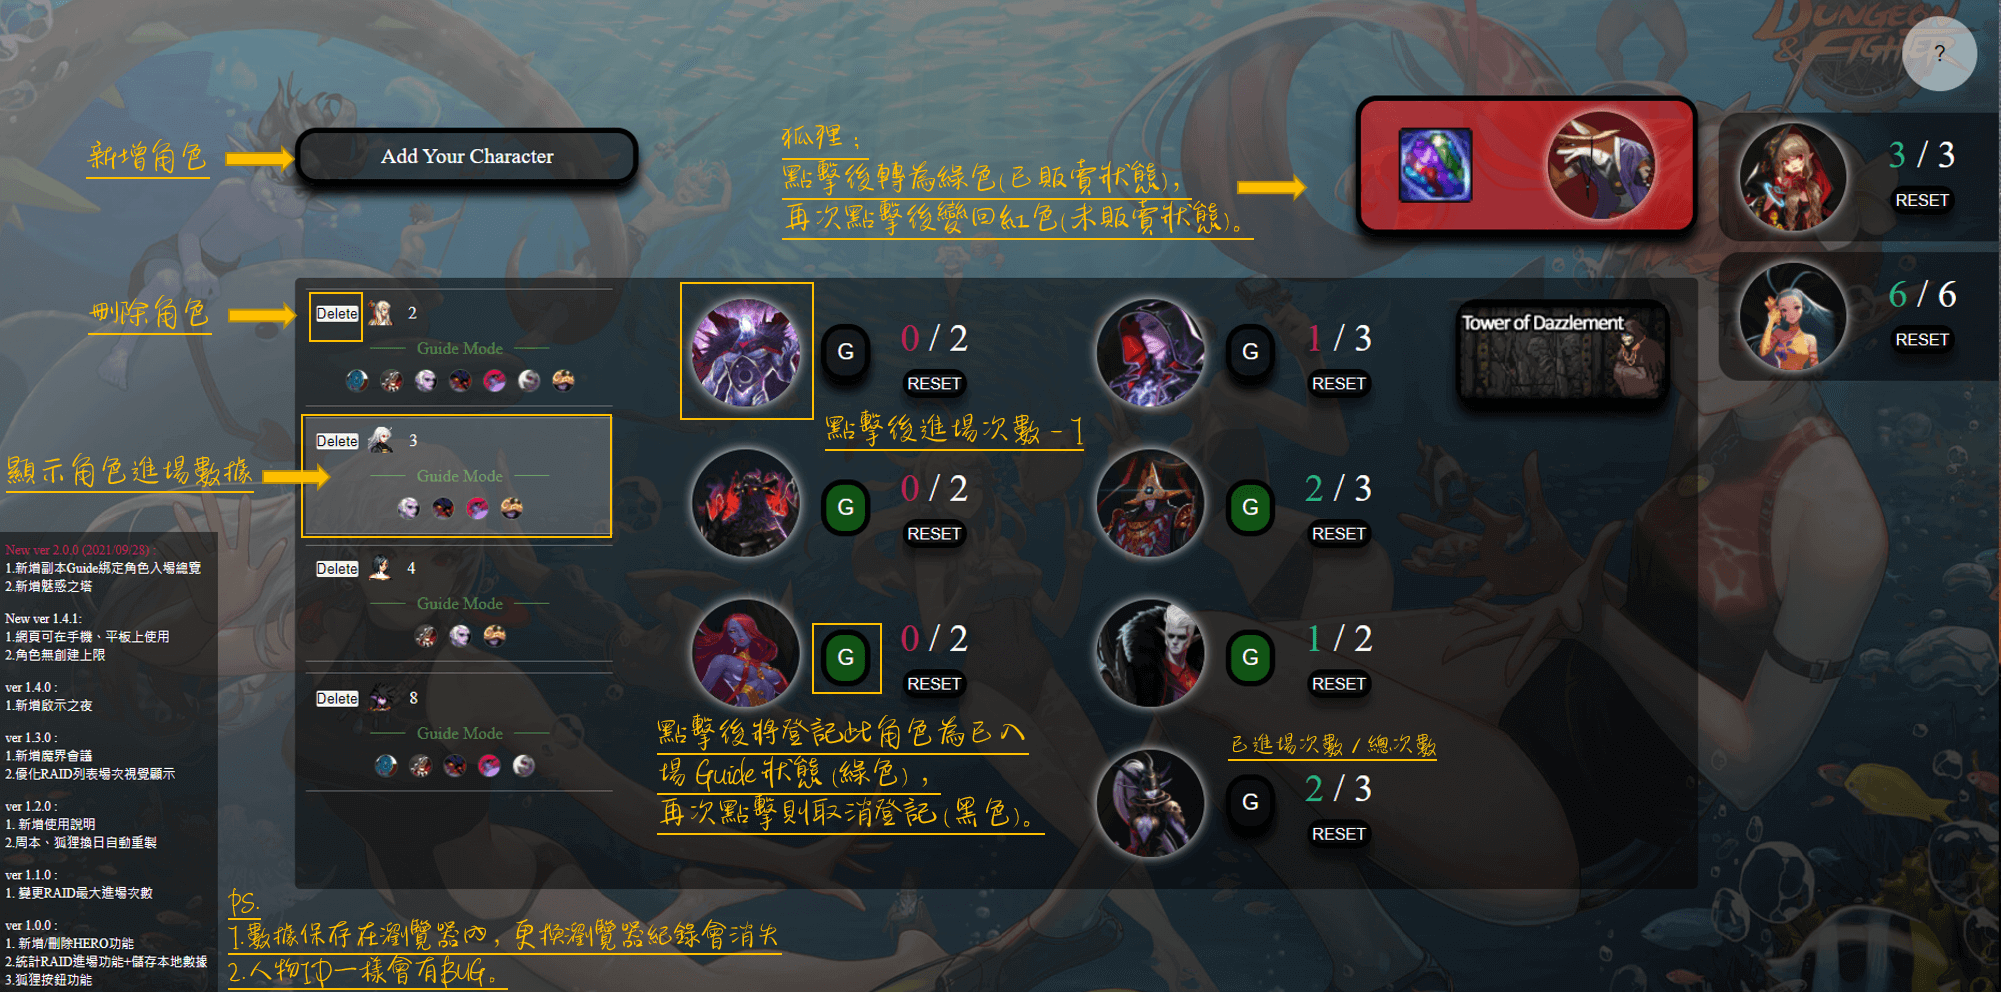 DUNGEON
& FIGHTER
?
新增角色
Add Your Character
狐狸；
點擊後轉為綠色(已販賣狀態)，
再次點擊後變回紅色(未販賣狀態)。
3 / 3
RESET
6 / 6
RESET
刪除角色
Delete
2
Guide Mode
顯示角色進場數據
Delete
3
Guide Mode
Delete
4
Guide Mode
Delete
8
Guide Mode
G
0 / 2
RESET
G
1 / 3
RESET
Tower of Dazzlement
點擊後進場次數-1
G
0 / 2
RESET
G
2 / 3
RESET
G
0 / 2
RESET
G
1 / 2
RESET
點擊後將登記此角色為已入
場Guide狀態(綠色)，
再次點擊則取消登記(黑色)。
已進場次數/總次數
G
2 / 3
RESET
New ver 2.0.0 (2021/09/28) :
1.新增副本Guide綁定角色入場總覽
2.新增魅惑之塔
New ver 1.4.1:
1.網頁可在手機、平板上使用
2.角色無創建上限
ver 1.4.0 :
1.新增啟示之夜
ver 1.3.0 :
1.新增魔界會議
2.優化RAID列表場次視覺顯示
ver 1.2.0 :
1. 新增使用說明
2.周本、狐狸換日自動重製
ver 1.1.0 :
1. 變更RAID最大進場次數
ver 1.0.0 :
1. 新增/刪除HERO功能
2.統計RAID進場功能+儲存本地數據
3.狐狸按鈕功能
ps.
1.數據保存在瀏覽器內，更換瀏覽器紀錄會消失
2.人物ID一樣會有BUG。